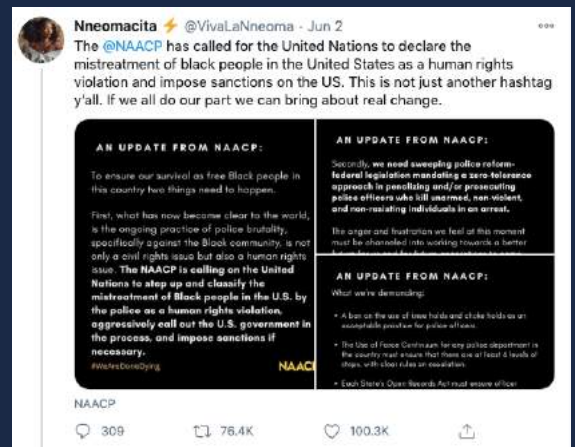 Nneomacita ⚡ @VivaLaNneoma · Jun 2
The @NAACP has called for the United Nations to declare the
mistreatment of black people in the United States as a human rights
violation and impose sanctions on the US. This is not just another hashtag
y'all. If we all do our part we can bring about real change.
AN UPDATE FROM NAACP:
To ensure our survival as free Black people in
this country two things need to happen.
First, what has now become clear to the world,
is the ongoing practice of police brutality,
specifically against the Black community, is not
only a civil rights issue but also a human rights
issue. The NAACP is calling on the United
Nations to step up and classify the
mistreatment of Black people in the U.S. by
the police as a human rights violation,
aggressively call out the U.S. government in
the process, and impose sanctions if
necessary.
#WeAreDoneDying
NAAC
AN UPDATE FROM NAACP:
Secondly, we need sweeping police reform-
federal legislation mandating a zero-tolerance
approach in penalizing and/or prosecuting
police officers who kill unarmed, non-violent,
and non-resisting individuals in an arrest.
The anger and frustration we feel at this moment
must be channeled into working towards a better
AN UPDATE FROM NAACP:
What we're demanding:
• A ban on the use of knee holds and choke holds as an
acceptable practice for police officers.
• The Use of Force Continuum for any police department in
the country must ensure that there are at least 6 levels of
steps, with clear rules on escalation.
• Each State's Open Records Act must ensure officer
NAACP
309 76.4K 100.3K